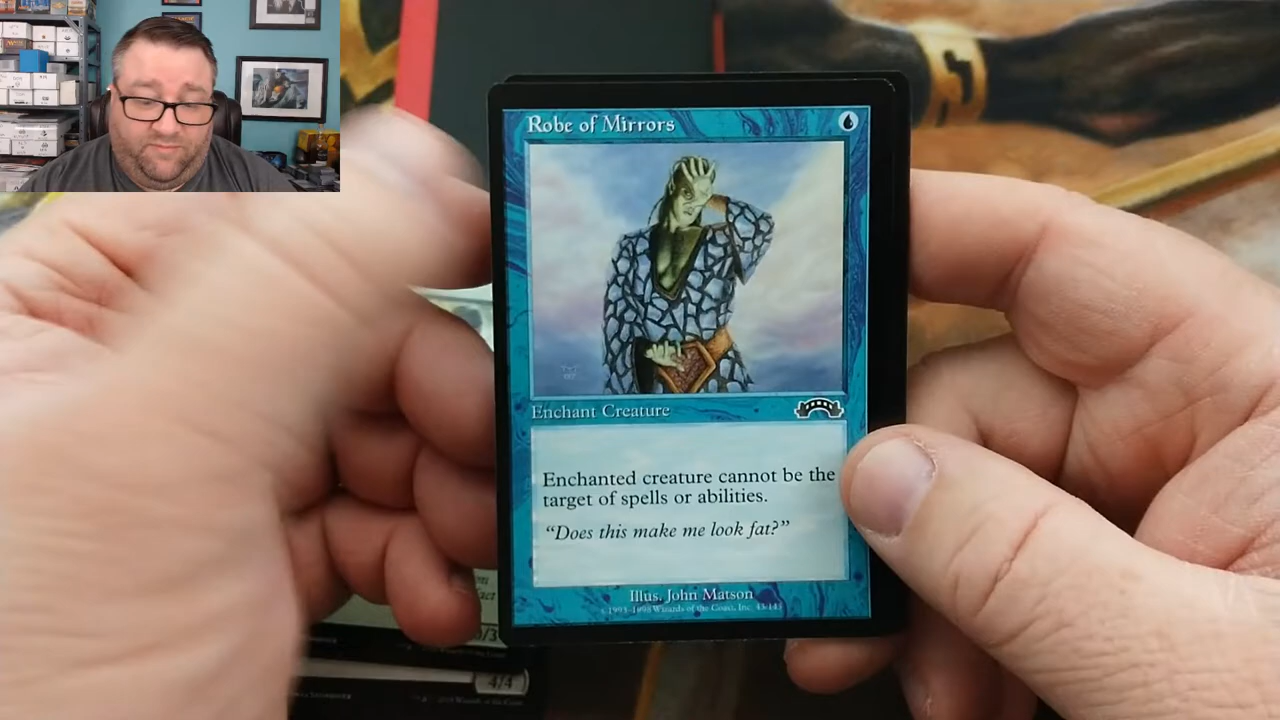 Robe of Mirrors
Enchant Creature
Enchanted creature cannot be the
target of spells or abilities.
“Does this make me look fat?”
Illus. John Matson
4/4